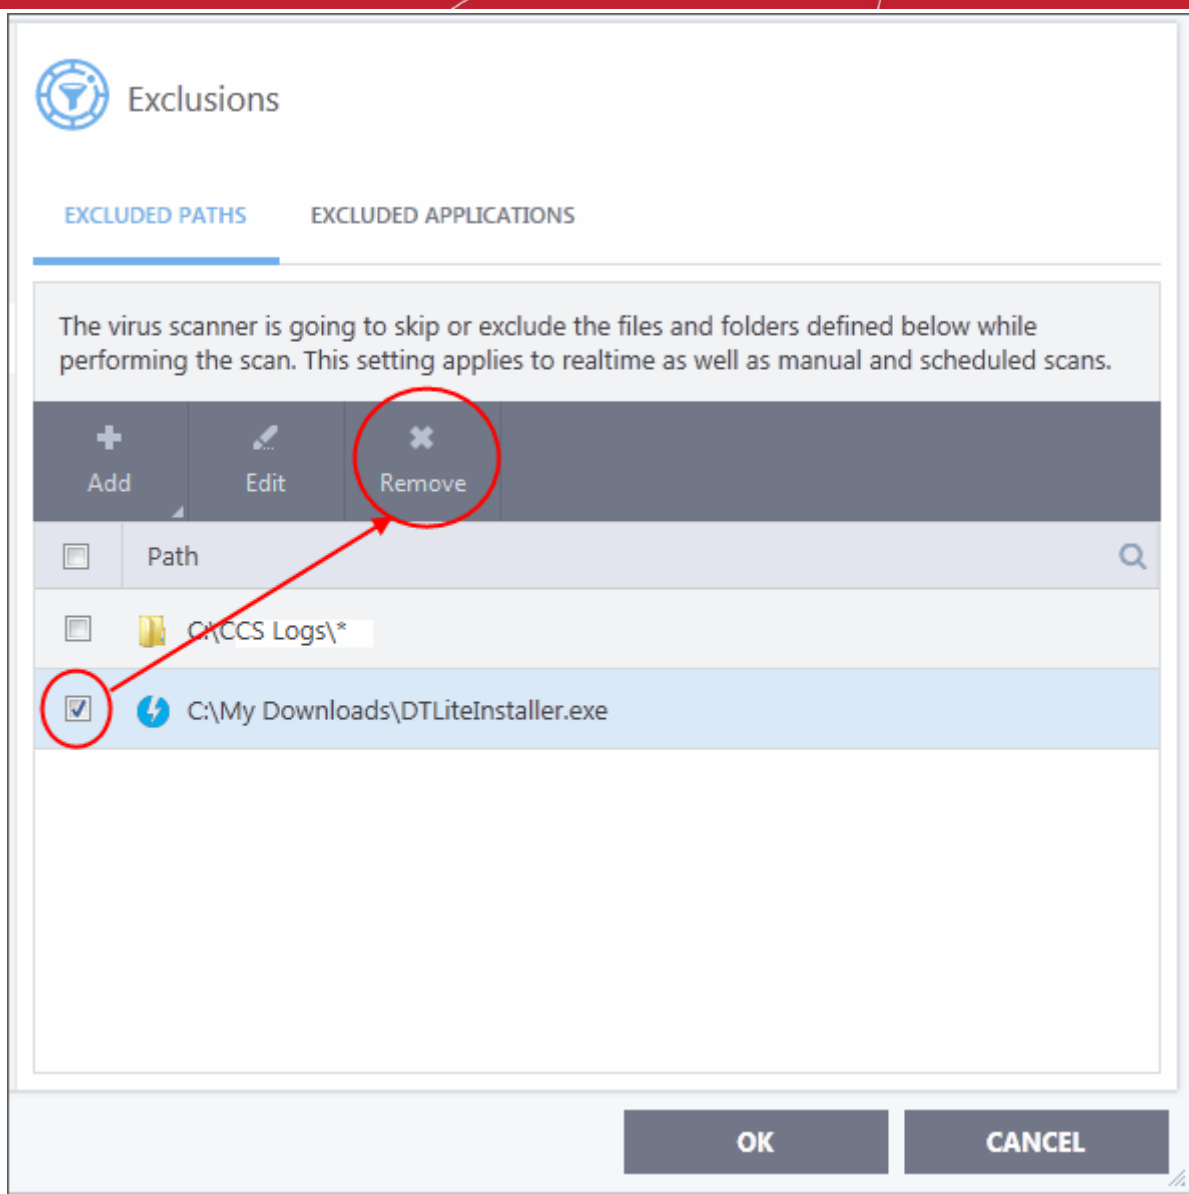 Exclusions
EXCLUDED PATHS EXCLUDED APPLICATIONS
The virus scanner is going to skip or exclude the files and folders defined below while
performing the scan. This setting applies to realtime as well as manual and scheduled scans.
Add Edit Remove
Path
C:\CCS Logs\*
C:\My Downloads\DTLiteInstaller.exe
OK CANCEL